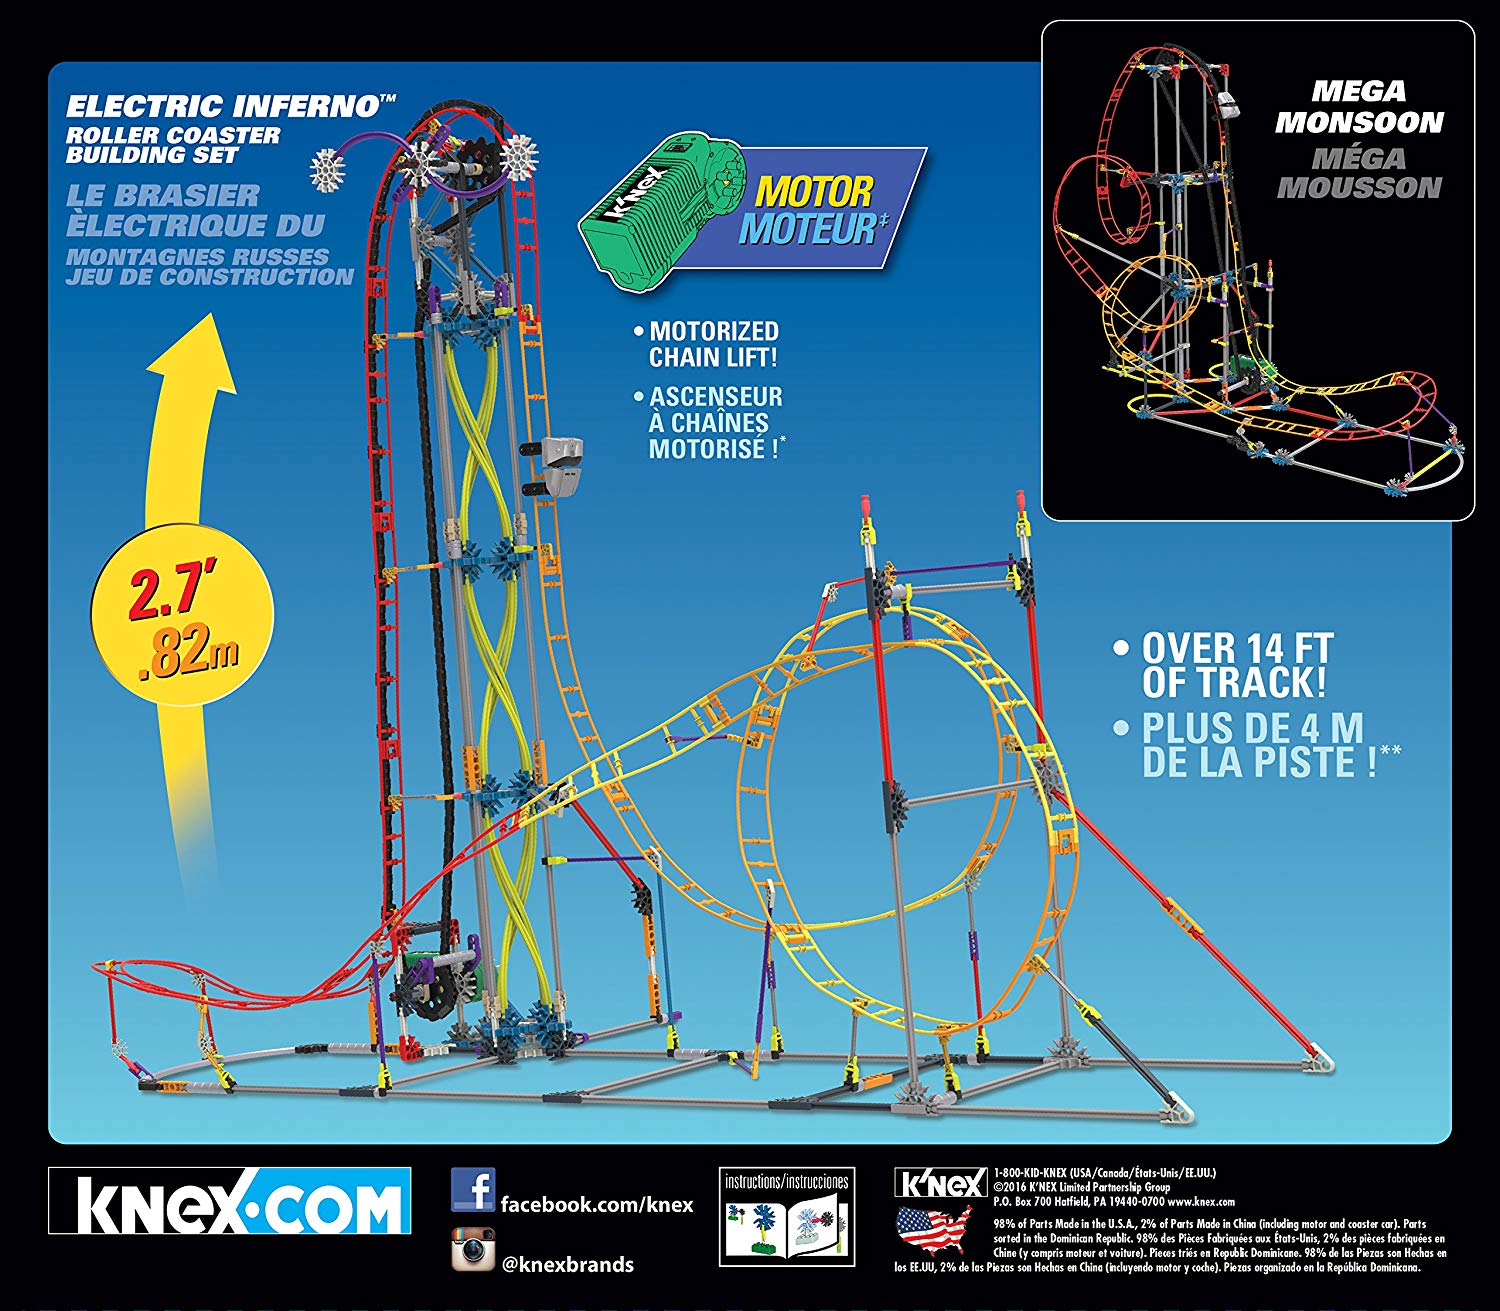 ELECTRIC INFERNO™
ROLLER COASTER
BUILDING SET
LE BRASIER
ÈLECTRIQUE DU
MONTAGNES RUSSES
JEU DE CONSTRUCTION
2.7'
.82m
K'NEX
MOTOR
MOTEUR‡
• MOTORIZED
CHAIN LIFT!
• ASCENSEUR
À CHAÎNES
MOTORISÉ !*
MEGA
MONSOON
MÉGA
MOUSSON
• OVER 14 FT
OF TRACK!
• PLUS DE 4 M
DE LA PISTE !**
KNEX.COM
facebook.com/knex
@knexbrands
instructions/instrucciones
K'NEX
1-800-KID-KNEX (USA/Canada/États-Unis/EE.UU.)
©2016 K'NEX Limited Partnership Group
P.O. Box 700 Hatfield, PA 19440-0700 www.knex.com
98% of Parts Made in the U.S.A., 2% of Parts Made in China (including motor and coaster car). Parts
sorted in the Dominican Republic. 98% des Pièces Fabriquées aux États-Unis, 2% des pièces fabriquées en
Chine (y compris moteur et voiture). Pieces triés en Republic Dominicane. 98% de las Piezas son Hechas en
los EE.UU, 2% de las Piezas son Hechas en China (incluyendo motor y coche). Piezas organizado en la República Dominicana.